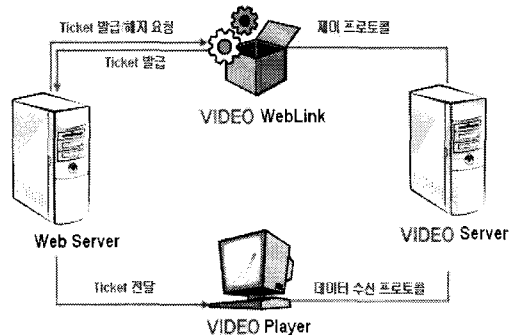 Ticket 발급/해지 요청
제어 프로토콜
Ticket 발급
VIDEO WebLink
Web Server
VIDEO Server
Ticket 전달
데이터 수신 프로토콜
VIDEO Player